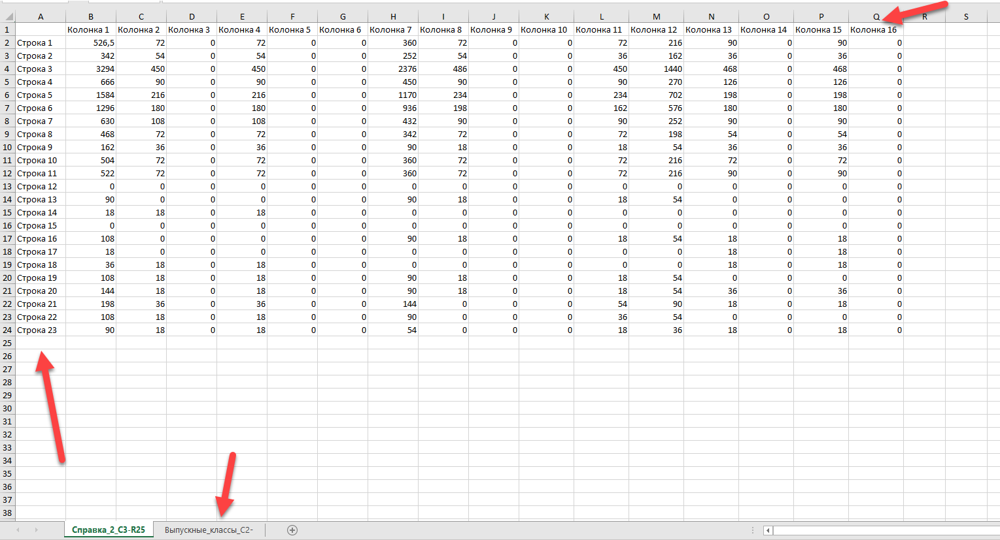 A B C D E F G H I J K L M N O P Q R S
1 Колонка 1 Колонка 2 Колонка 3 Колонка 4 Колонка 5 Колонка 6 Колонка 7 Колонка 8 Колонка 9 Колонка 10 Колонка 11 Колонка 12 Колонка 13 Колонка 14 Колонка 15 Колонка 16
2 Строка 1 526,5 72 0 72 0 0 360 72 0 0 72 216 90 0 90 0
3 Строка 2 342 54 0 54 0 0 252 54 0 0 36 162 36 0 36 0
4 Строка 3 3294 450 0 450 0 0 2376 486 0 0 450 1440 468 0 468 0
5 Строка 4 666 90 0 90 0 0 450 90 0 0 90 270 126 0 126 0
6 Строка 5 1584 216 0 216 0 0 1170 234 0 0 234 702 198 0 198 0
7 Строка 6 1296 180 0 180 0 0 936 198 0 0 162 576 180 0 180 0
8 Строка 7 630 108 0 108 0 0 432 90 0 0 90 252 90 0 90 0
9 Строка 8 468 72 0 72 0 0 342 72 0 0 72 198 54 0 54 0
10 Строка 9 162 36 0 36 0 0 90 18 0 0 18 54 36 0 36 0
11 Строка 10 504 72 0 72 0 0 360 72 0 0 72 216 72 0 72 0
12 Строка 11 522 72 0 72 0 0 360 72 0 0 72 216 90 0 90 0
13 Строка 12 0 0 0 0 0 0 0 0 0 0 0 0 0 0 0 0
14 Строка 13 90 0 0 0 0 0 90 18 0 0 18 54 0 0 0 0
15 Строка 14 18 18 0 18 0 0 0 0 0 0 0 0 0 0 0 0
16 Строка 15 0 0 0 0 0 0 0 0 0 0 0 0 0 0 0 0
17 Строка 16 108 0 0 0 0 0 90 18 0 0 18 54 18 0 18 0
18 Строка 17 18 0 0 0 0 0 0 0 0 0 0 0 18 0 18 0
19 Строка 18 36 18 0 18 0 0 0 0 0 0 0 0 18 0 18 0
20 Строка 19 108 18 0 18 0 0 90 18 0 0 18 54 0 0 0 0
21 Строка 20 144 18 0 18 0 0 90 18 0 0 18 54 36 0 36 0
22 Строка 21 198 36 0 36 0 0 144 0 0 0 54 90 18 0 18 0
23 Строка 22 108 18 0 18 0 0 90 0 0 0 36 54 0 0 0 0
24 Строка 23 90 18 0 18 0 0 54 0 0 0 18 36 18 0 18 0
25
26
27
28
29
30
31
32
33
34
35
36
37
38
Справка_2_C3-R25 Выпускные_классы_C2-